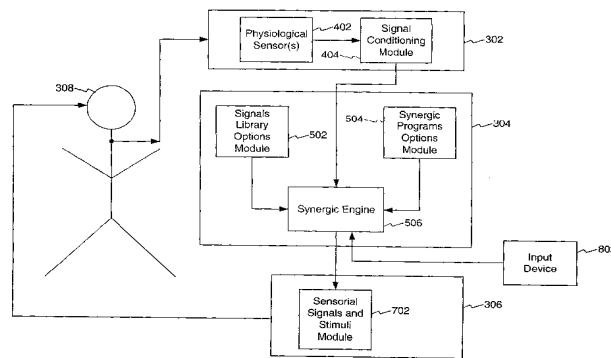 402
Physiological
Sensor(s)
Signal
Conditioning
Module
404
302
308
Signals
Library
Options
Module
502
504
Synergic
Programs
Options
Module
304
Synergic Engine
506
Input
Device
80
Sensorial
Signals and
Stimuli
Module
702
306